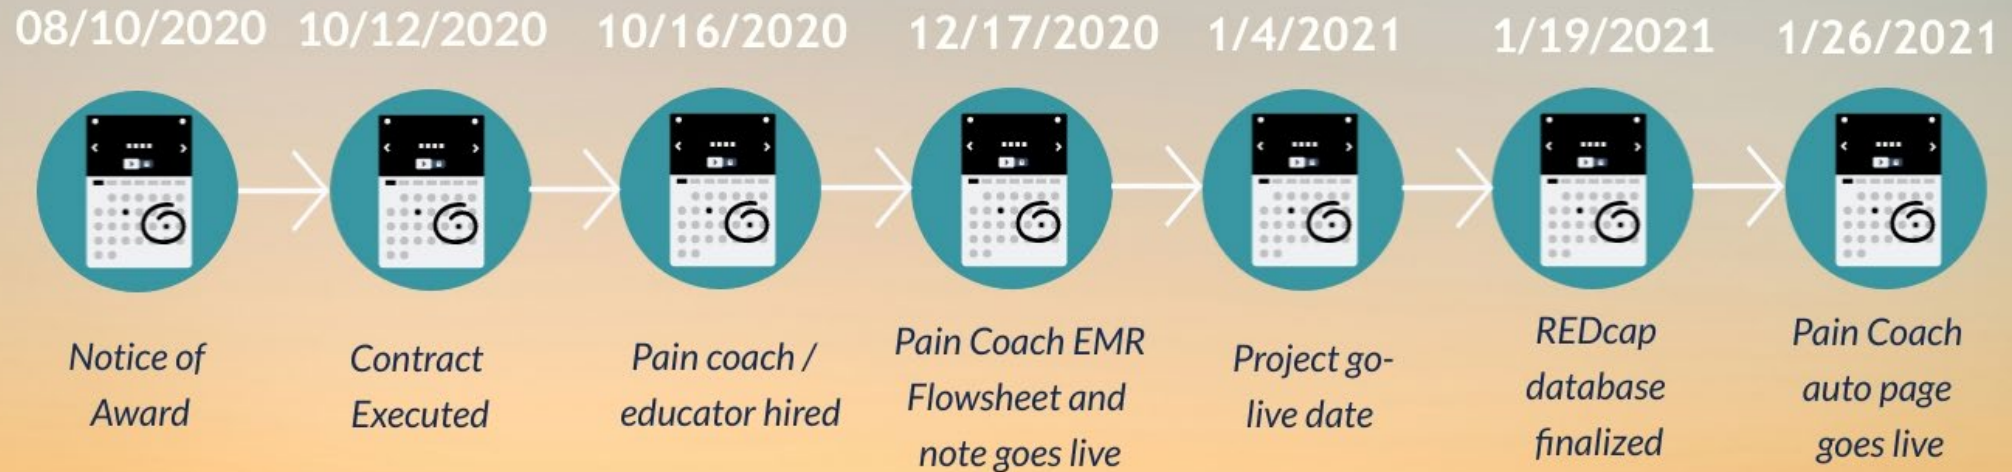 08/10/2020 10/12/2020 10/16/2020 12/17/2020 1/4/2021 1/19/2021 1/26/2021
Notice of
Award
Contract
Executed
Pain coach /
educator hired
Pain Coach EMR
Flowsheet and
note goes live
Project go-
live date
REDcap
database
finalized
Pain Coach
auto page
goes live